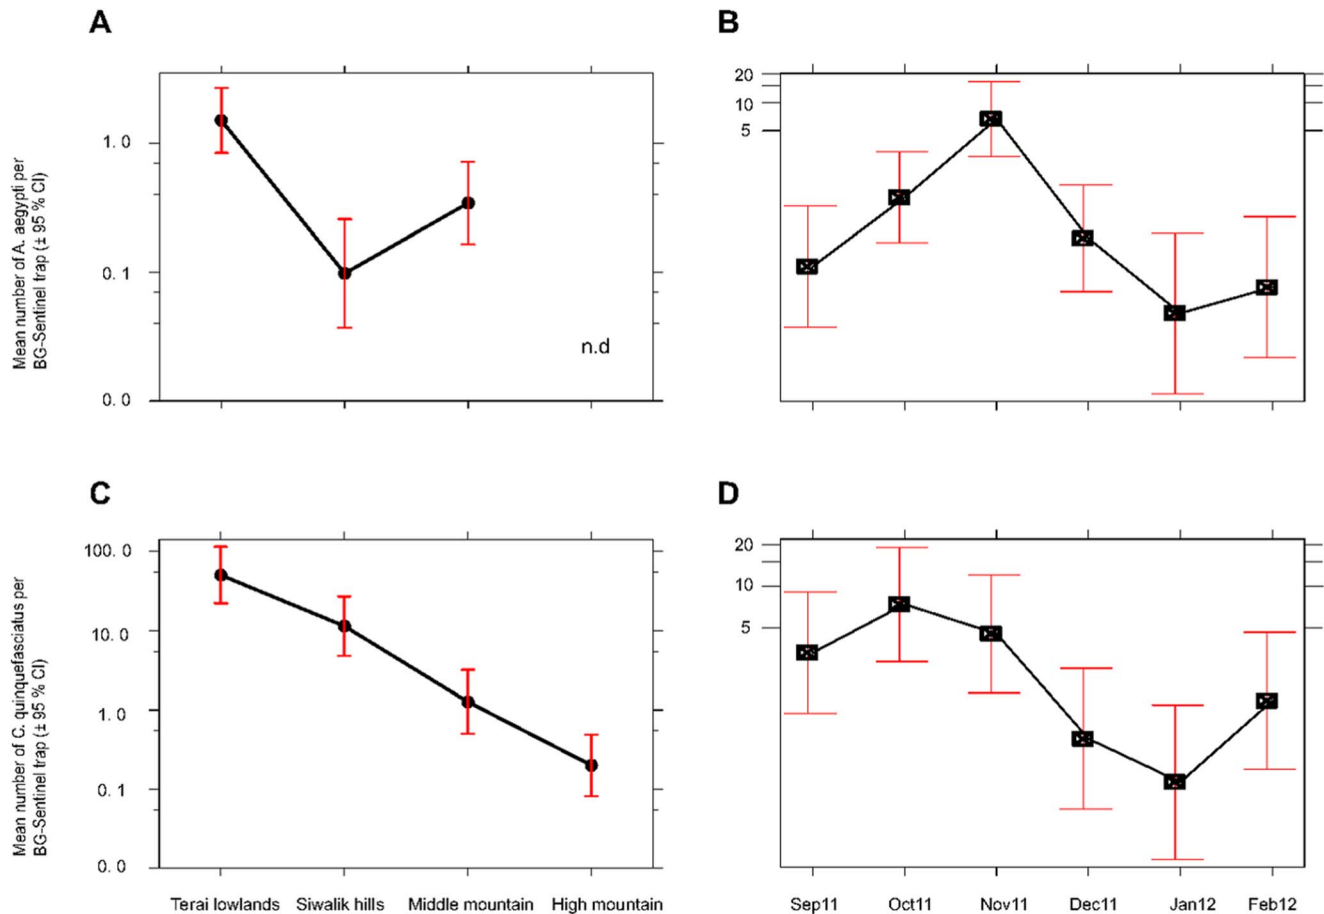 A
B
Mean number of A. aegypti per
BG-Sentinel trap (± 95 % CI)
1. 0
0. 1
0. 0
n.d
20
10
5
C
D
Mean number of C. quinquefasciatus per
BG-Sentinel trap (± 95 % CI)
100. 0
10. 0
1. 0
0. 1
0. 0
20
10
5
Terai lowlands Siwalik hills Middle mountain High mountain
Sep11 Oct11 Nov11 Dec11 Jan12 Feb12